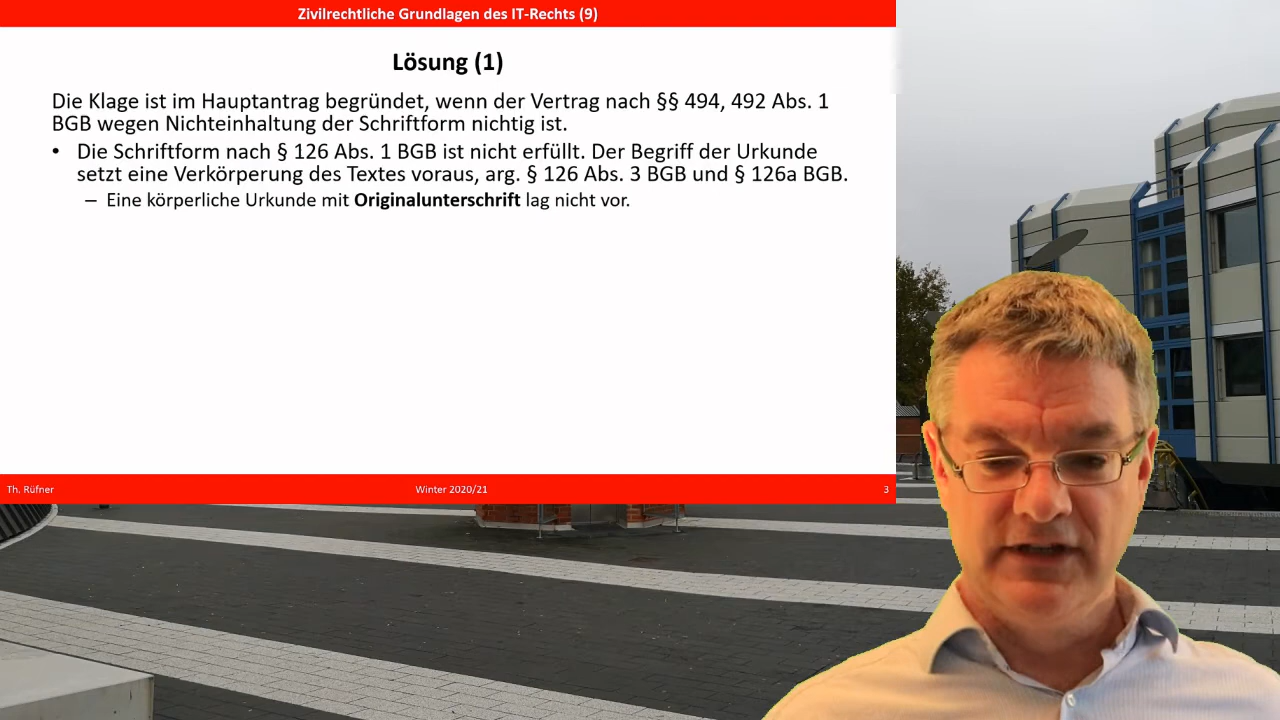 Zivilrechtliche Grundlagen des IT-Rechts (9)
Lösung (1)
Die Klage ist im Hauptantrag begründet, wenn der Vertrag nach §§ 494, 492 Abs. 1
BGB wegen Nichteinhaltung der Schriftform nichtig ist.
• Die Schriftform nach § 126 Abs. 1 BGB ist nicht erfüllt. Der Begriff der Urkunde
setzt eine Verkörperung des Textes voraus, arg. § 126 Abs. 3 BGB und § 126a BGB.
– Eine körperliche Urkunde mit Originalunterschrift lag nicht vor.
Th. Rüfner
Winter 2020/21
3